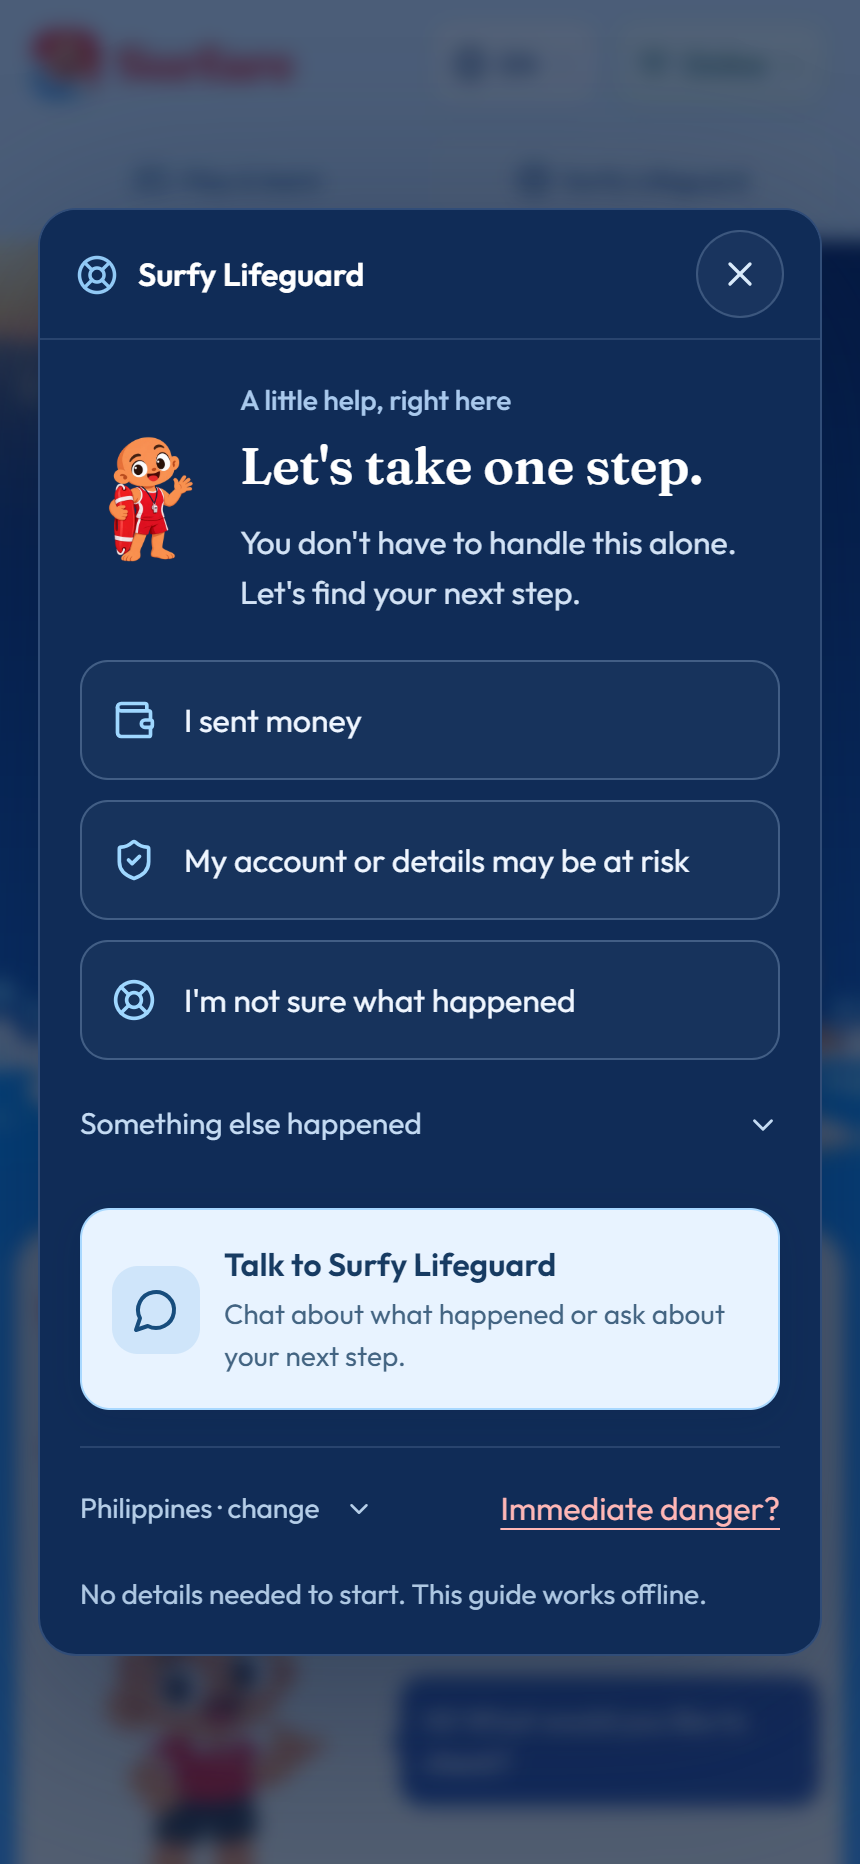 Surfy Lifeguard
A little help, right here
Let's take one step.
You don't have to handle this alone.
Let's find your next step.
I sent money
My account or details may be at risk
I'm not sure what happened
Something else happened
Talk to Surfy Lifeguard
Chat about what happened or ask about
your next step.
Philippines · change
Immediate danger?
No details needed to start. This guide works offline.